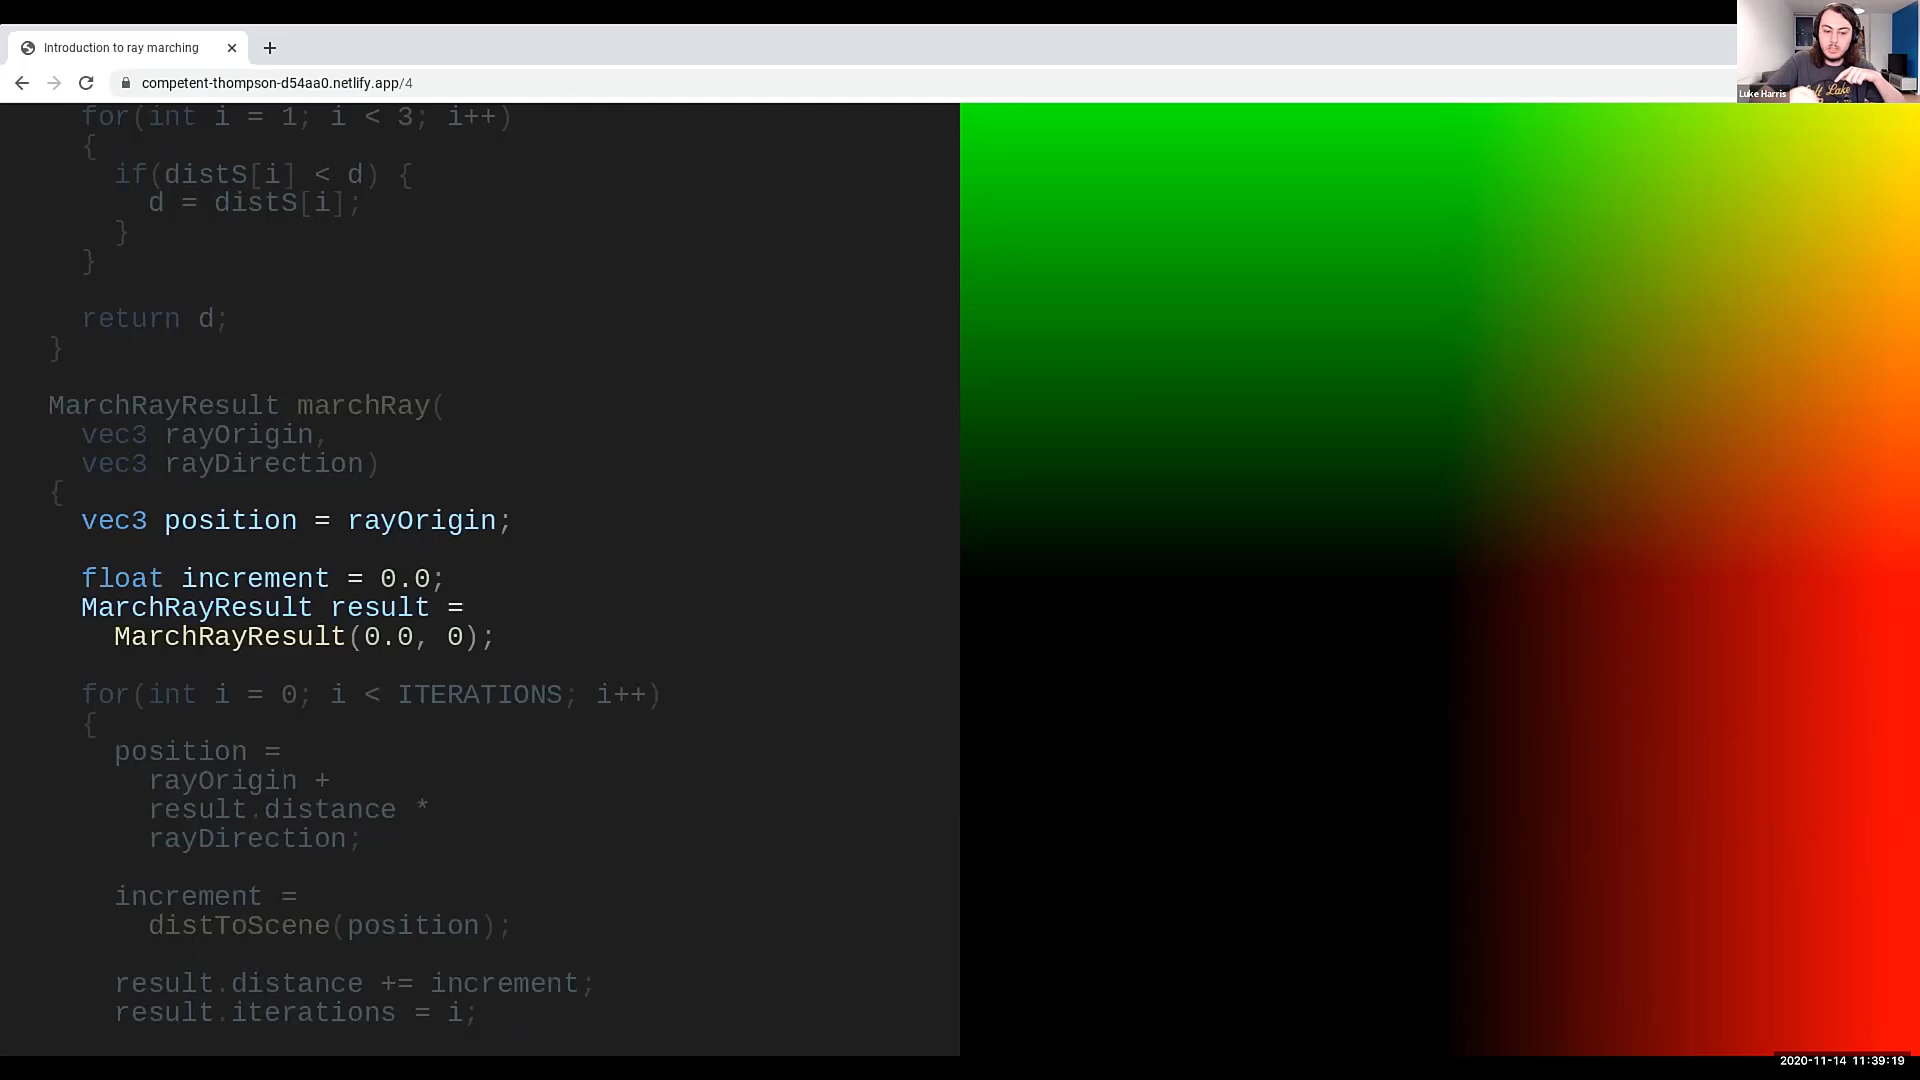 Introduction to ray marching
competent-thompson-d54aa0.netlify.app/4
Luke Harris
for(int i = 1; i < 3; i++)
{
if(distS[i] < d) {
d = distS[i];
}
}
return d;
}
MarchRayResult marchRay(
vec3 rayOrigin,
vec3 rayDirection)
{
vec3 position = rayOrigin;
float increment = 0.0;
MarchRayResult result =
MarchRayResult(0.0, 0);
for(int i = 0; i < ITERATIONS; i++)
{
position =
rayOrigin +
result.distance *
rayDirection;
increment =
distToScene(position);
result.distance += increment;
result.iterations = i;
2020-11-14 11:39:19